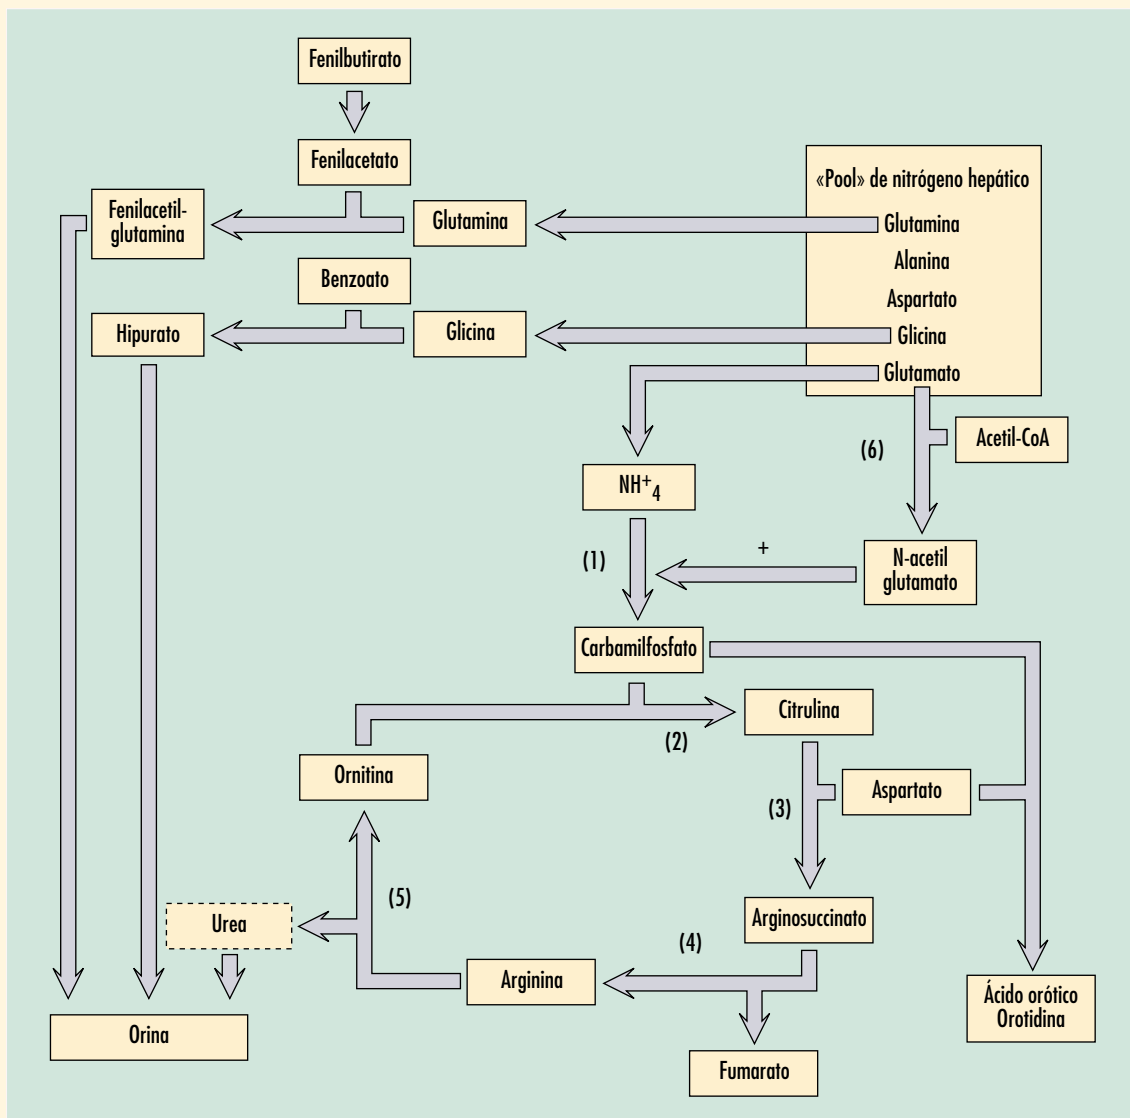 Fenilbutirato
Fenilacetato
«Pool» de nitrógeno hepático
Fenilacetil-
glutamina
Glutamina
Glutamina
Alanina
Benzoato
Aspartato
Hipurato
Glicina
Glicina
Glutamato
(6)
Acetil-CoA
NH+4
(1)
+
N-acetil
glutamato
Carbamilfosfato
Citrulina
(2)
Ornitina
(3)
Aspartato
(5)
Urea
Arginosuccinato
(4)
Arginina
Ácido orótico
Orotidina
Orina
Fumarato